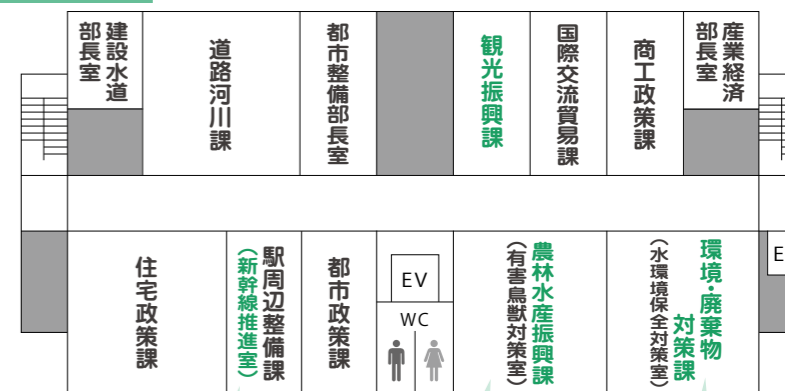 建設水道
部長室
道路河川課
都市整備部長室
観光振興課
国際交流貿易課
商工政策課
産業経済
部長室
住宅政策課
駅周辺整備課
(新幹線推進室)
都市政策課
EV
WC
農林水産振興課
(有害鳥獣対策室)
環境・廃棄物
対策課
(水環境保全対策室)
E